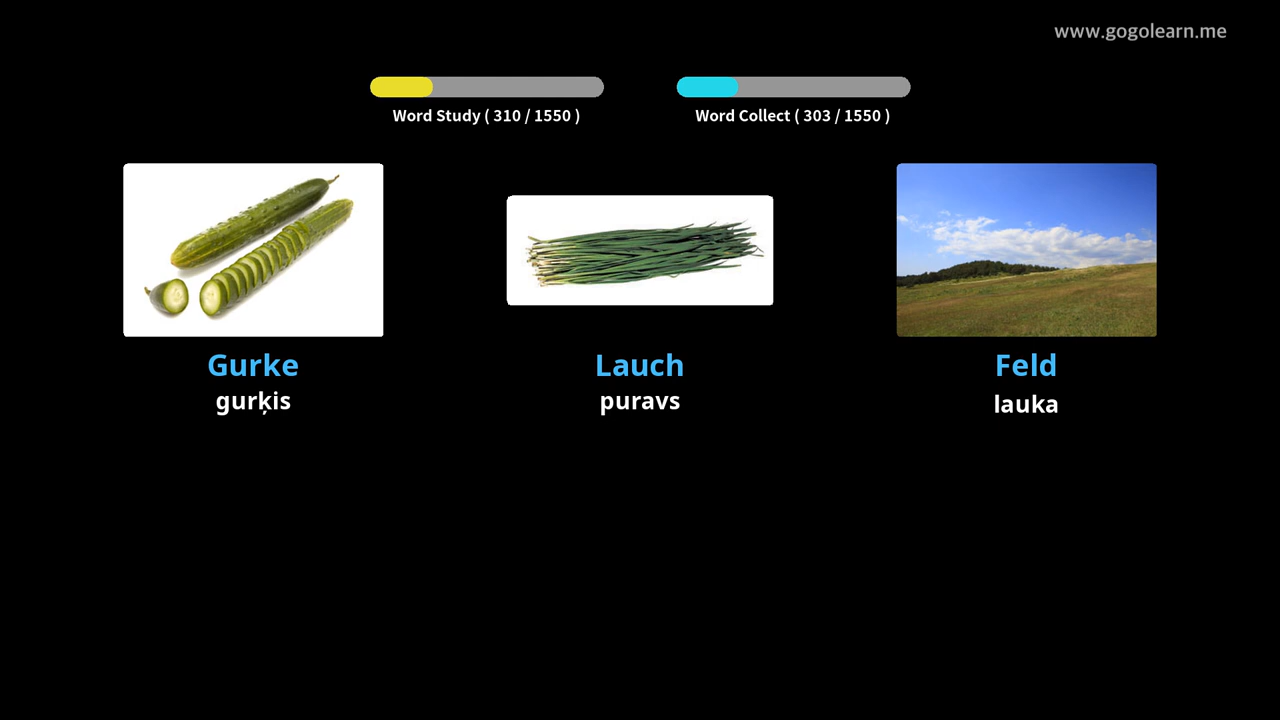 www.gogolearn.me
Word Study ( 310 / 1550 )
Word Collect ( 303 / 1550 )
Gurke
gurķis
Lauch
puravs
Feld
lauka